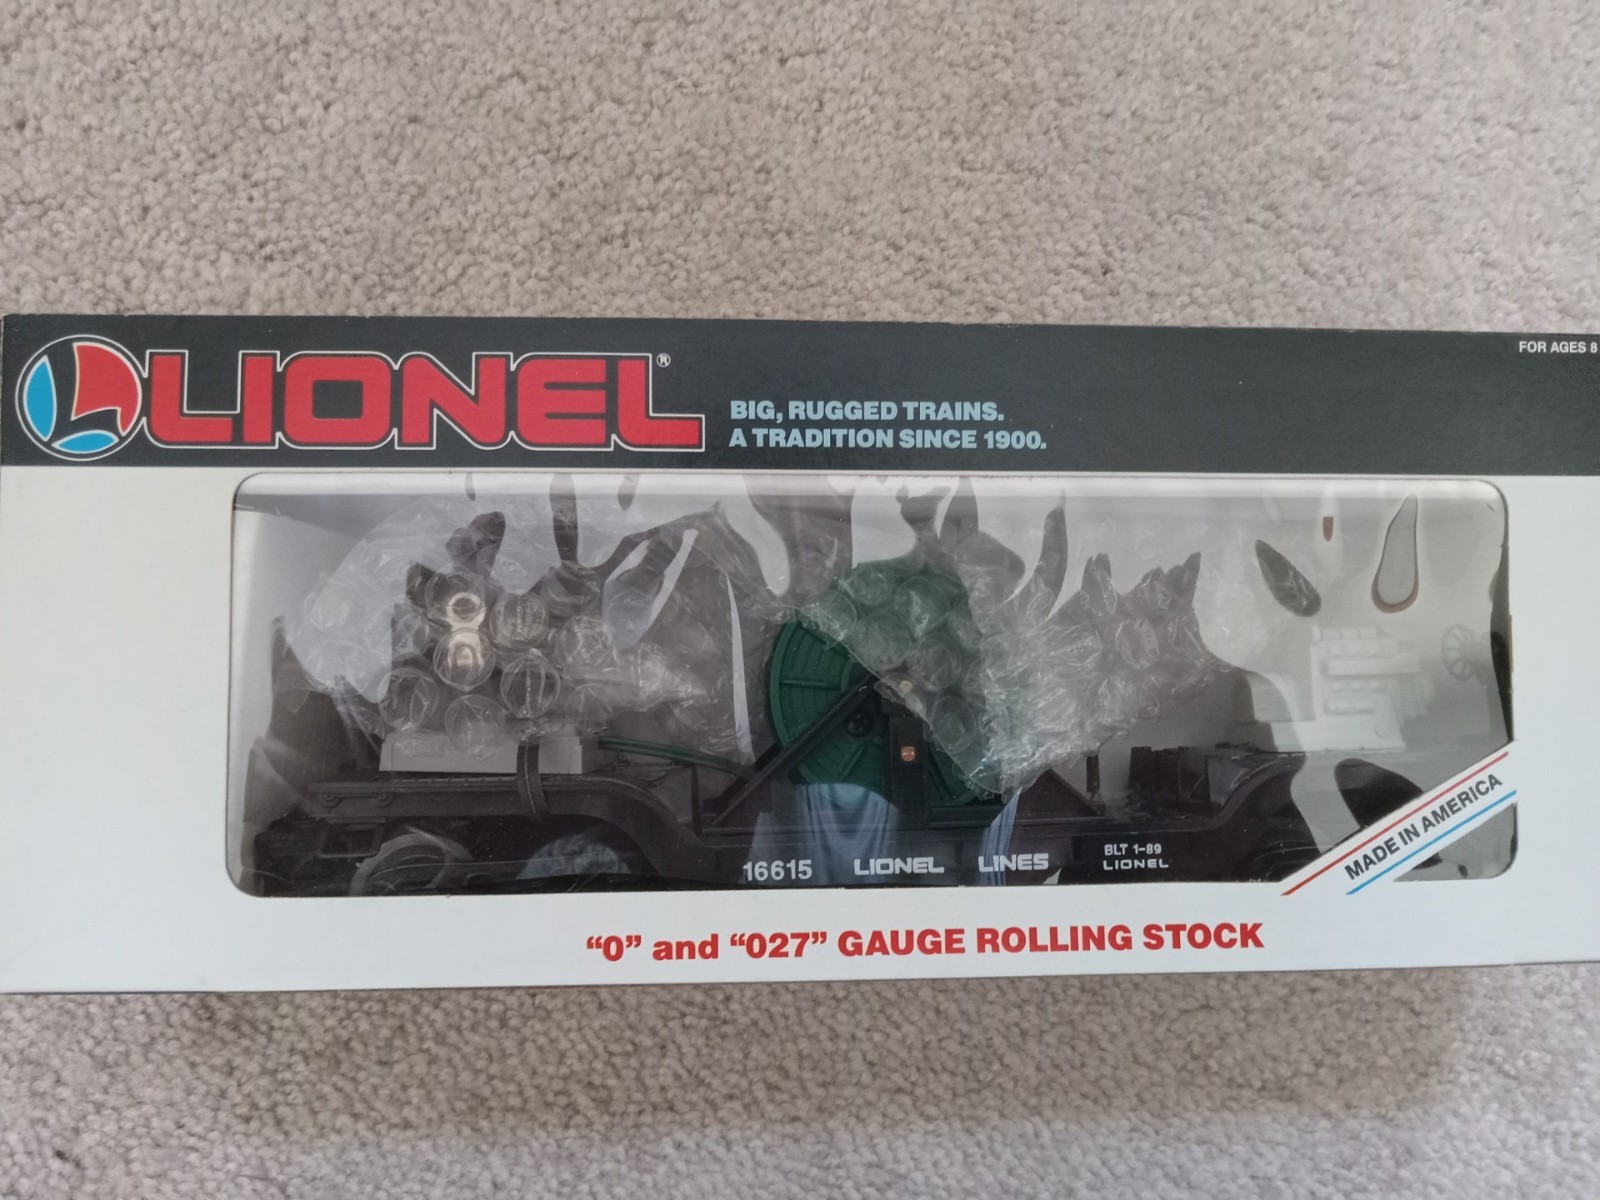 LIONEL®
BIG, RUGGED TRAINS.
A TRADITION SINCE 1900.
FOR AGES 8
16615 LIONEL LINES
BLT 1-89
LIONEL
MADE IN AMERICA
“O” and “027” GAUGE ROLLING STOCK